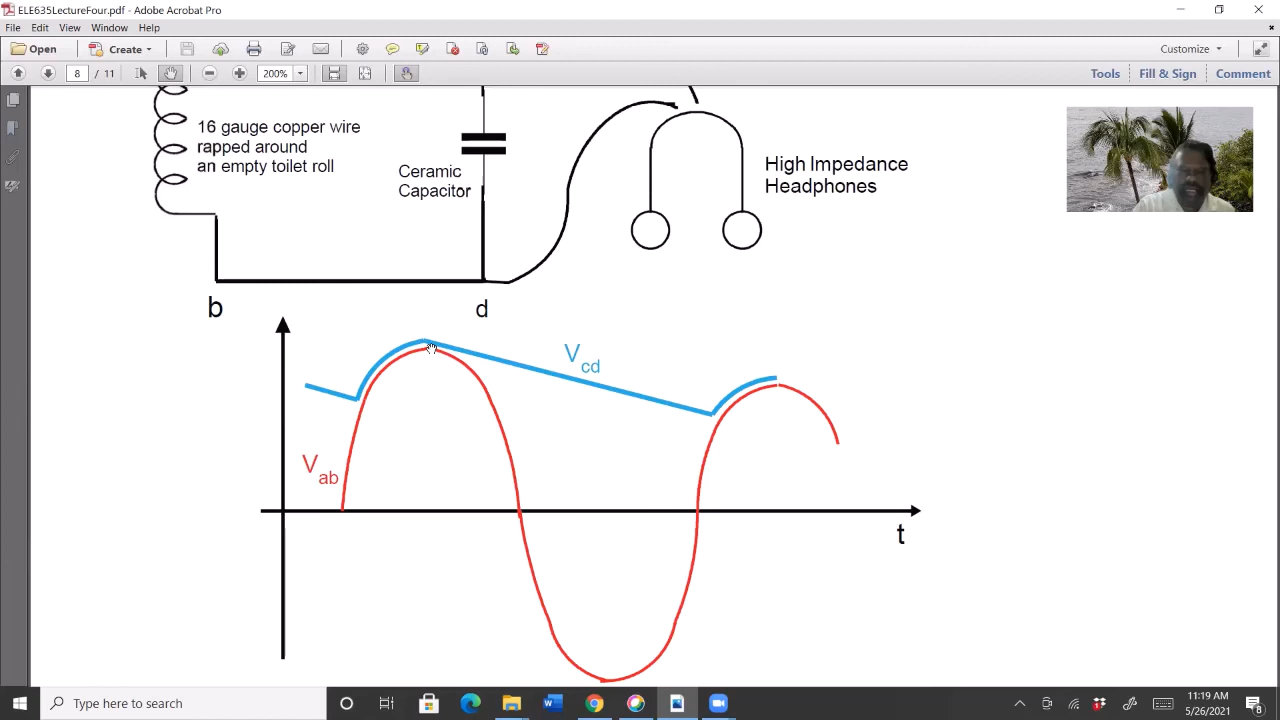 ELE635LectureFour.pdf - Adobe Acrobat Pro
File Edit View Window Help
Open Create Customize
8 / 11 200% Tools Fill & Sign Comment
16 gauge copper wire
rapped around
an empty toilet roll
Ceramic
Capacitor
High Impedance
Headphones
b d
Vcd
Vab
t
Type here to search
11:19 AM
5/26/2021
8